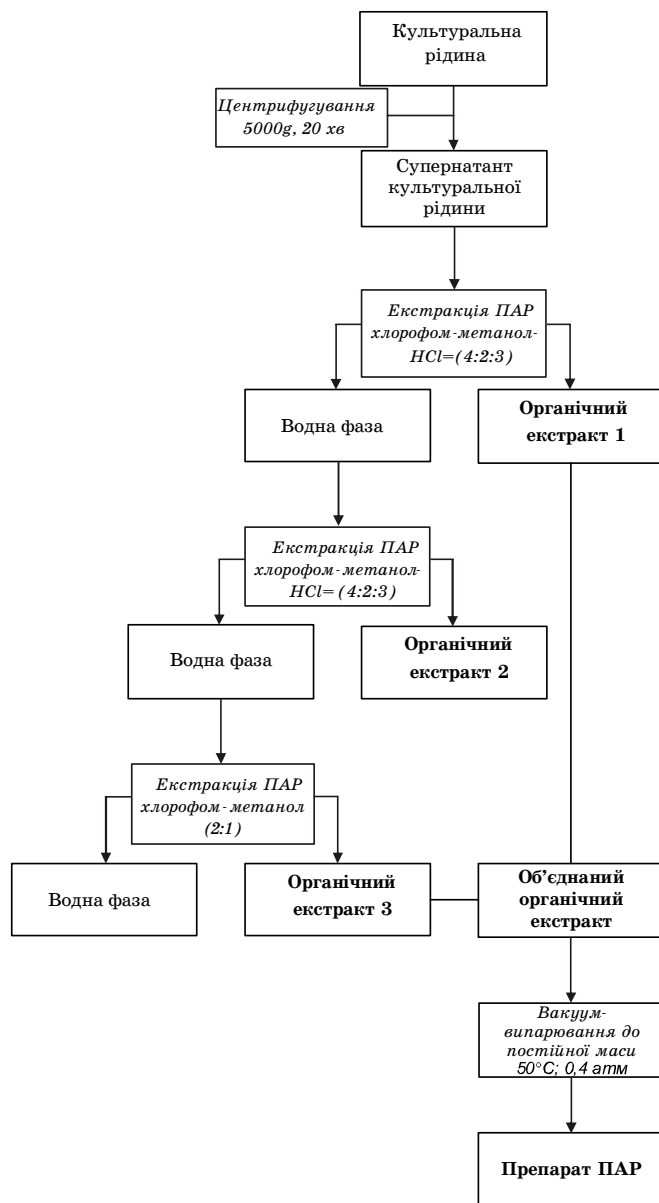 Культуральна
рідина
Центрифугування
5000g, 20 хв
Супернатант
культуральної
рідини
Екстракція ПАР
хлорофом-метанол-
HCl=(4:2:3)
Водна фаза
Органічний
екстракт 1
Екстракція ПАР
хлорофом-метанол-
HCl= (4:2:3)
Водна фаза
Органічний
екстракт 2
Екстракція ПАР
хлорофом-метанол
(2:1)
Водна фаза
Органічний
екстракт 3
Об’єднаний
органічний
екстракт
Вакуум-
випарювання до
постійної маси
50°C; 0,4 атм
Препарат ПАР